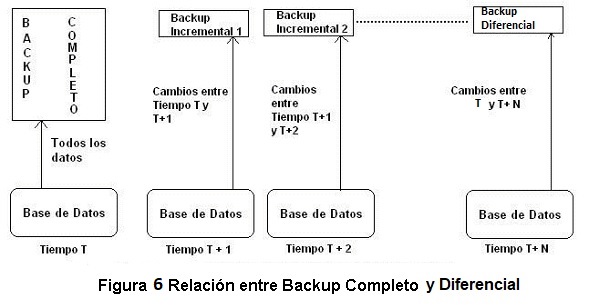 BACKUP
COMPLETO
Backup
Incremental 1
Backup
Incremental 2
Backup
Diferencial
Todos los
datos
Cambios entre
Tiempo T y
T+1
Cambios
entre
Tiempo T+1
y T+2
Cambios entre
T y T+ N
Base de Datos
Base de Datos
Base de Datos
Base de Datos
Tiempo T
Tiempo T + 1
Tiempo T + 2
Tiempo T+ N
Figura 6 Relación entre Backup Completo y Diferencial